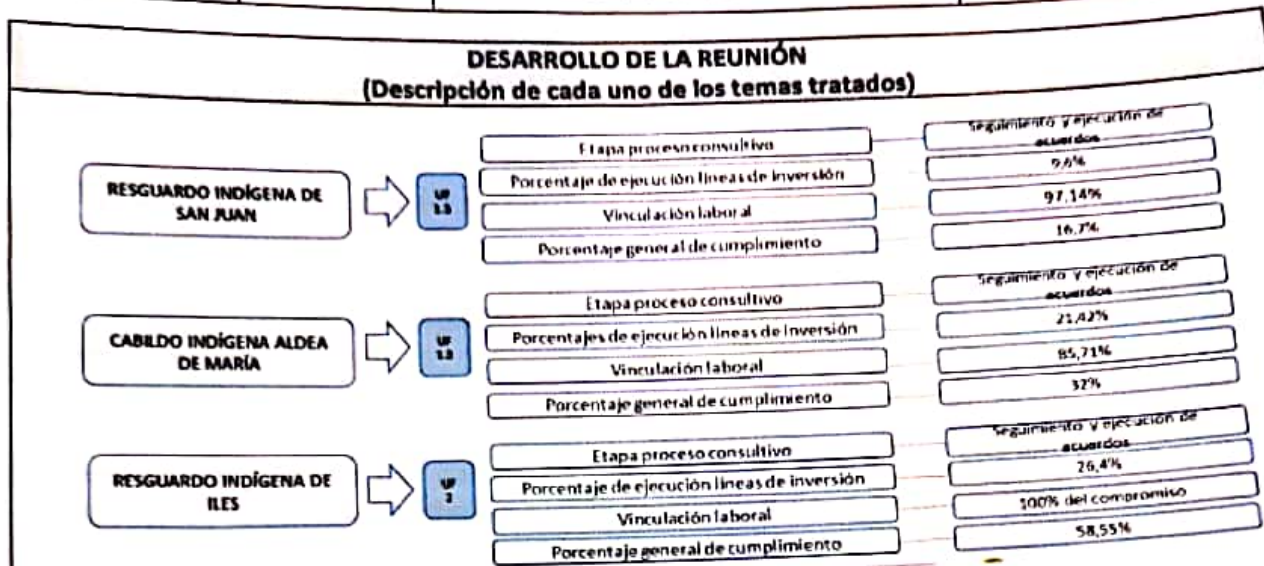 DESARROLLO DE LA REUNIÓN
(Descripción de cada uno de los temas tratados)
RESGUARDO INDÍGENA DE
SAN JUAN
UF
Etapa proceso consultivo
Seguimiento y ejecución de
acuerdos
Porcentaje de ejecución líneas de inversión
9,6%
Vinculación laboral
97,14%
Porcentaje general de cumplimiento
16,7%
CABILDO INDÍGENA ALDEA
DE MARÍA
UF
Etapa proceso consultivo
Seguimiento y ejecución de
acuerdos
Porcentajes de ejecución líneas de inversión
21,42%
Vinculación laboral
85,71%
Porcentaje general de cumplimiento
32%
RESGUARDO INDÍGENA DE
ILES
UF
2
Etapa proceso consultivo
Seguimiento y ejecución de
acuerdos
Porcentaje de ejecución líneas de inversión
26,4%
Vinculación laboral
100% del compromiso
Porcentaje general de cumplimiento
58,55%